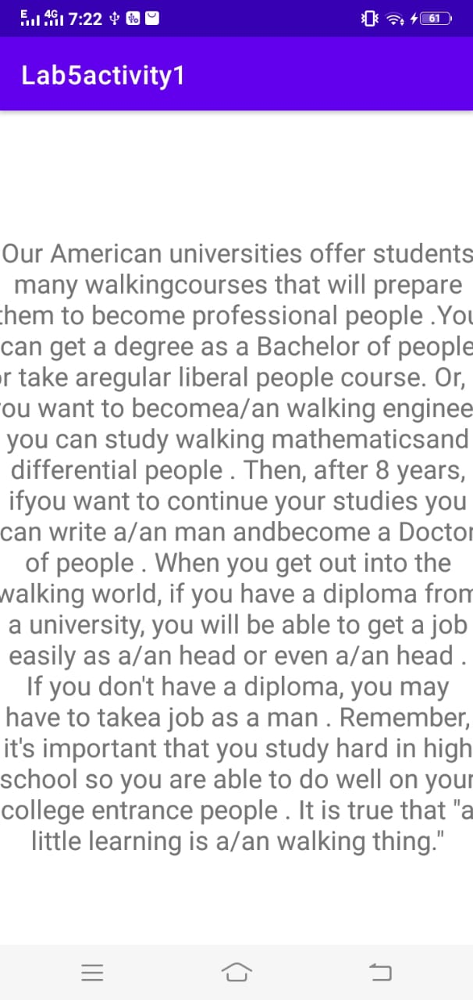 E 4G 7:22 61
Lab5activity1
Our American universities offer students
many walkingcourses that will prepare
them to become professional people .You
can get a degree as a Bachelor of people
or take aregular liberal people course. Or,
you want to becomea/an walking enginee
you can study walking mathematicsand
differential people . Then, after 8 years,
ifyou want to continue your studies you
can write a/an man andbecome a Doctor
of people . When you get out into the
walking world, if you have a diploma from
a university, you will be able to get a job
easily as a/an head or even a/an head .
If you don't have a diploma, you may
have to takea job as a man . Remember,
it's important that you study hard in high
school so you are able to do well on your
college entrance people . It is true that "a
little learning is a/an walking thing."